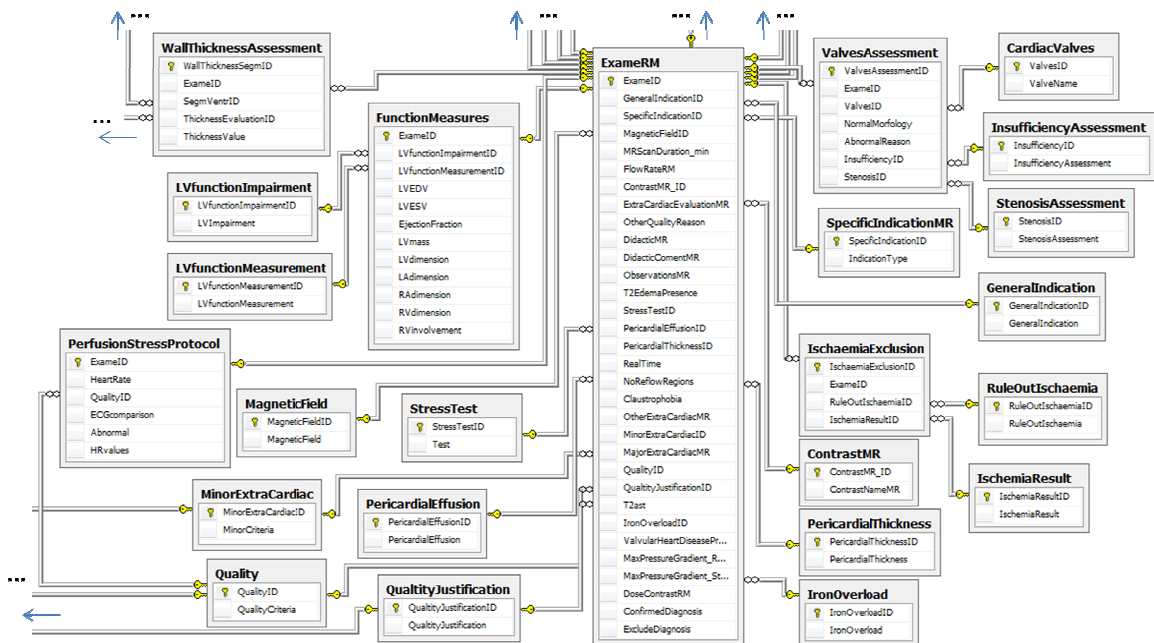 ...
...
...
...
WallThicknessAssessment
WallThicknessSegmID
ExameID
SegmVentrID
ThicknessEvaluationID
ThicknessValue
...
FunctionMeasures
ExameID
LVfunctionImpairmentID
LVfunctionMeasurementID
LVEDV
LVESV
EjectionFraction
LVmass
LVdimension
LAdimension
RAdimension
RVdimension
RVinvolvement
LVfunctionImpairment
LVfunctionImpairmentID
LVImpairment
LVfunctionMeasurement
LVfunctionMeasurementID
LVfunctionMeasurement
PerfusionStressProtocol
ExameID
HeartRate
QualityID
ECGcomparison
Abnormal
HRvalues
MagneticField
MagneticFieldID
MagneticField
StressTest
StressTestID
Test
MinorExtraCardiac
MinorExtraCardiacID
MinorCriteria
PericardialEffusion
PericardialEffusionID
PericardialEffusion
...
Quality
QualityID
QualityCriteria
QualtityJustification
QualtityJustificationID
QualtityJustification
ExameRM
ExameID
GeneralIndicationID
SpecificIndicationID
MagneticFieldID
MRScanDuration_min
FlowRateRM
ContrastMR_ID
ExtraCardiacEvaluationMR
OtherQualityReason
DidacticMR
DidacticComentMR
ObservationsMR
T2EdemaPresence
StressTestID
PericardialEffusionID
PericardialThicknessID
RealTime
NoReflowRegions
Claustrophobia
OtherExtraCardiacMR
MinorExtraCardiacID
MajorExtraCardiacMR
QualityID
QualtityJustificationID
T2ast
IronOverloadID
ValvularHeartDiseasePr...
MaxPressureGradient_R...
MaxPressureGradient_St...
DoseContrastRM
ConfirmedDiagnosis
ExcludeDiagnosis
ValvesAssessment
ValvesAssessmentID
ExameID
ValvesID
NormalMorfology
AbnormalReason
InsufficiencyID
StenosisID
CardiacValves
ValvesID
ValveName
InsufficiencyAssessment
InsufficiencyID
InsufficiencyAssessment
StenosisAssessment
StenosisID
StenosisAssessment
SpecificIndicationMR
SpecificIndicationID
IndicationType
GeneralIndication
GeneralIndicationID
GeneralIndication
IschaemiaExclusion
IschaemiaExclusionID
ExameID
RuleOutIschaemiaID
IschemiaResultID
RuleOutIschaemia
RuleOutIschaemiaID
RuleOutIschaemia
ContrastMR
ContrastMR_ID
ContrastNameMR
IschemiaResult
IschemiaResultID
IschemiaResult
PericardialThickness
PericardialThicknessID
PericardialThickness
IronOverload
IronOverloadID
IronOverload